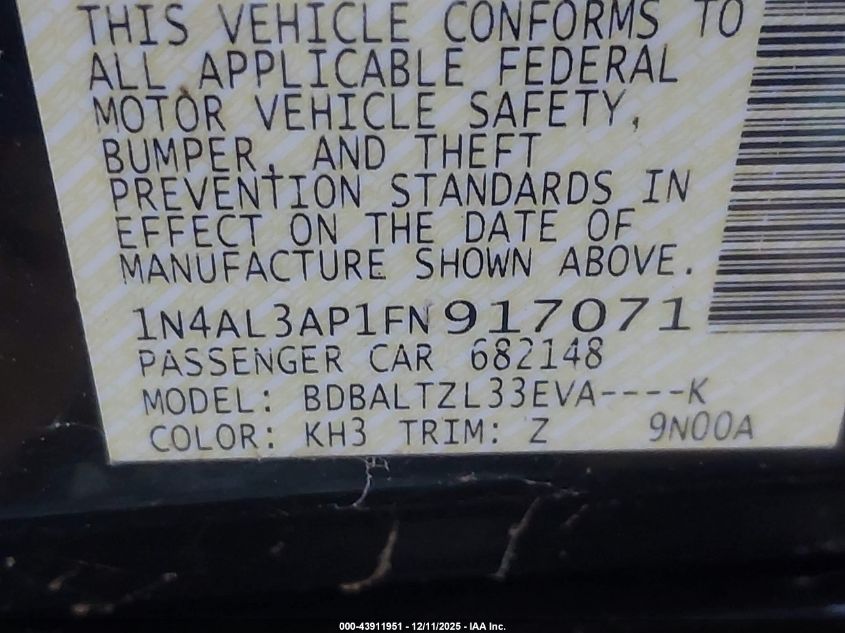 THIS VEHICLE CONFORMS TO
ALL APPLICABLE FEDERAL
MOTOR VEHICLE SAFETY,
BUMPER, AND THEFT
PREVENTION STANDARDS IN
EFFECT ON THE DATE OF
MANUFACTURE SHOWN ABOVE.
1N4AL3AP1FN917071
PASSENGER CAR 682148
MODEL: BDBALTZL33EVA----K
COLOR: KH3 TRIM: Z 9N00A
000-43911951 - 12/11/2025 - IAA Inc.